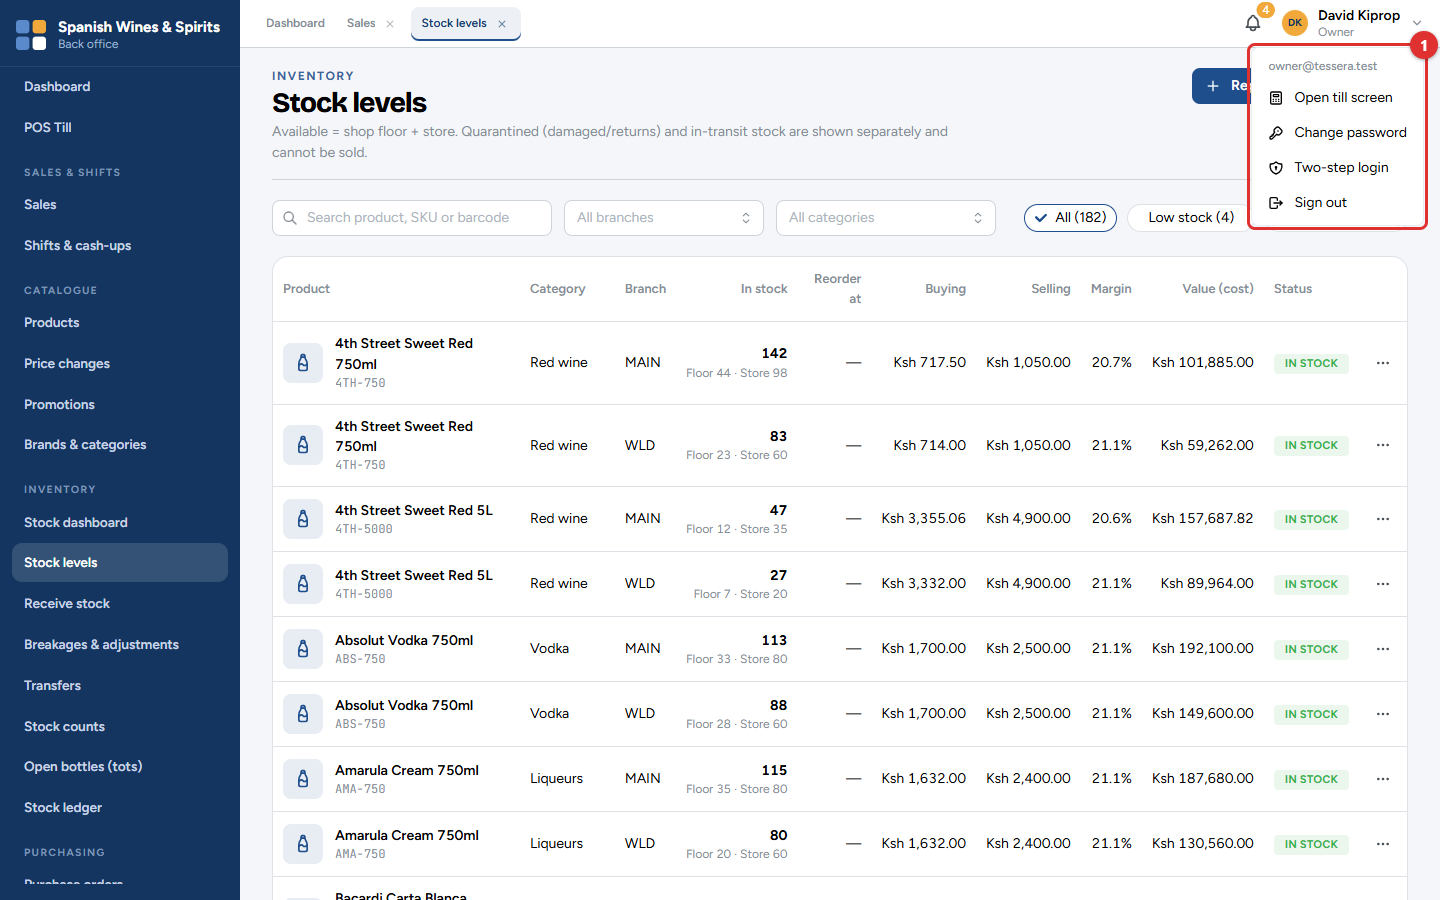 Spanish Wines & Spirits
Back office
Dashboard
POS Till
SALES & SHIFTS
Sales
Shifts & cash-ups
CATALOGUE
Products
Price changes
Promotions
Brands & categories
INVENTORY
Stock dashboard
Stock levels
Receive stock
Breakages & adjustments
Transfers
Stock counts
Open bottles (tots)
Stock ledger
PURCHASING
Purchase orders
Dashboard
Sales
Stock levels
4
DK
David Kiprop
Owner
1
owner@tessera.test
Open till screen
Change password
Two-step login
Sign out
INVENTORY
Stock levels
Available = shop floor + store. Quarantined (damaged/returns) and in-transit stock are shown separately and
cannot be sold.
Search product, SKU or barcode
All branches
All categories
All (182)
Low stock (4)
Product Category Branch In stock Reorder at Buying Selling Margin Value (cost) Status
4th Street Sweet Red
750ml
4TH-750
Red wine MAIN 142 — Ksh 717.50 Ksh 1,050.00 20.7% Ksh 101,885.00 IN STOCK
Floor 44 · Store 98
4th Street Sweet Red
750ml
4TH-750
Red wine WLD 83 — Ksh 714.00 Ksh 1,050.00 21.1% Ksh 59,262.00 IN STOCK
Floor 23 · Store 60
4th Street Sweet Red 5L
4TH-5000
Red wine MAIN 47 — Ksh 3,355.06 Ksh 4,900.00 20.6% Ksh 157,687.82 IN STOCK
Floor 12 · Store 35
4th Street Sweet Red 5L
4TH-5000
Red wine WLD 27 — Ksh 3,332.00 Ksh 4,900.00 21.1% Ksh 89,964.00 IN STOCK
Floor 7 · Store 20
Absolut Vodka 750ml
ABS-750
Vodka MAIN 113 — Ksh 1,700.00 Ksh 2,500.00 21.1% Ksh 192,100.00 IN STOCK
Floor 33 · Store 80
Absolut Vodka 750ml
ABS-750
Vodka WLD 88 — Ksh 1,700.00 Ksh 2,500.00 21.1% Ksh 149,600.00 IN STOCK
Floor 28 · Store 60
Amarula Cream 750ml
AMA-750
Liqueurs MAIN 115 — Ksh 1,632.00 Ksh 2,400.00 21.1% Ksh 187,680.00 IN STOCK
Floor 35 · Store 80
Amarula Cream 750ml
AMA-750
Liqueurs WLD 80 — Ksh 1,632.00 Ksh 2,400.00 21.1% Ksh 130,560.00 IN STOCK
Floor 20 · Store 60
Bacardi Carta Blanca